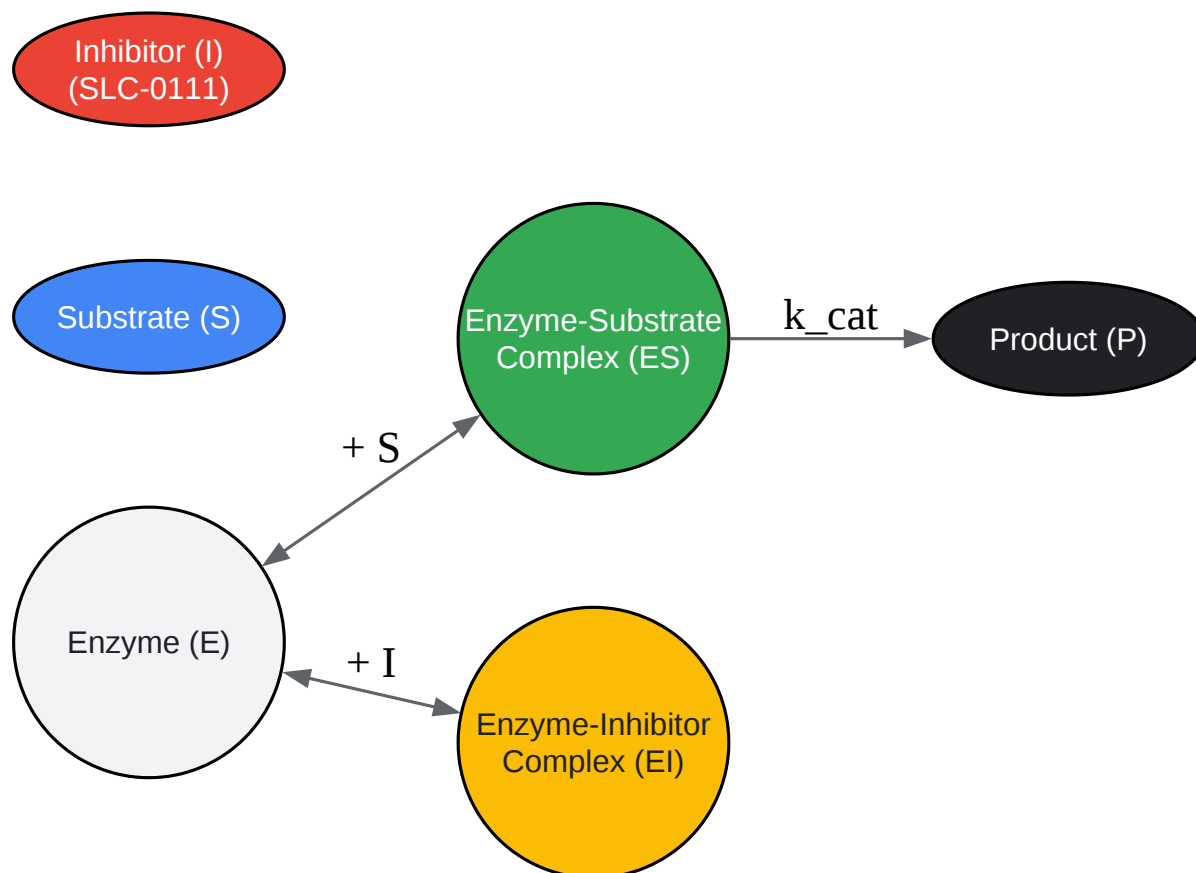 Inhibitor (I)
(SLC-0111)
Substrate (S)
Enzyme-Substrate
Complex (ES)
k_cat
Product (P)
+ S
Enzyme (E)
+ I
Enzyme-Inhibitor
Complex (EI)